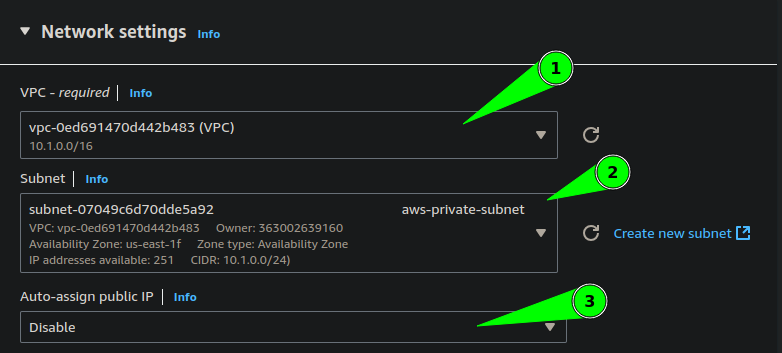 Network settings Info
1
VPC - required Info
vpc-0ed691470d442b483 (VPC)
10.1.0.0/16
2
Subnet Info
subnet-07049c6d70dde5a92 aws-private-subnet
VPC: vpc-0ed691470d442b483 Owner: 363002639160
Availability Zone: us-east-1f Zone type: Availability Zone
IP addresses available: 251 CIDR: 10.1.0.0/24)
Create new subnet
Auto-assign public IP Info
3
Disable